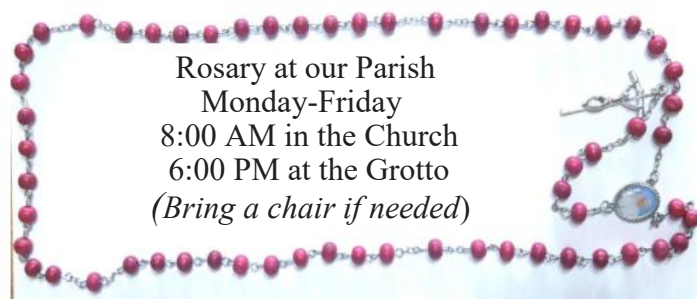 Rosary at our Parish
Monday-Friday
8:00 AM in the Church
6:00 PM at the Grotto
(Bring a chair if needed)